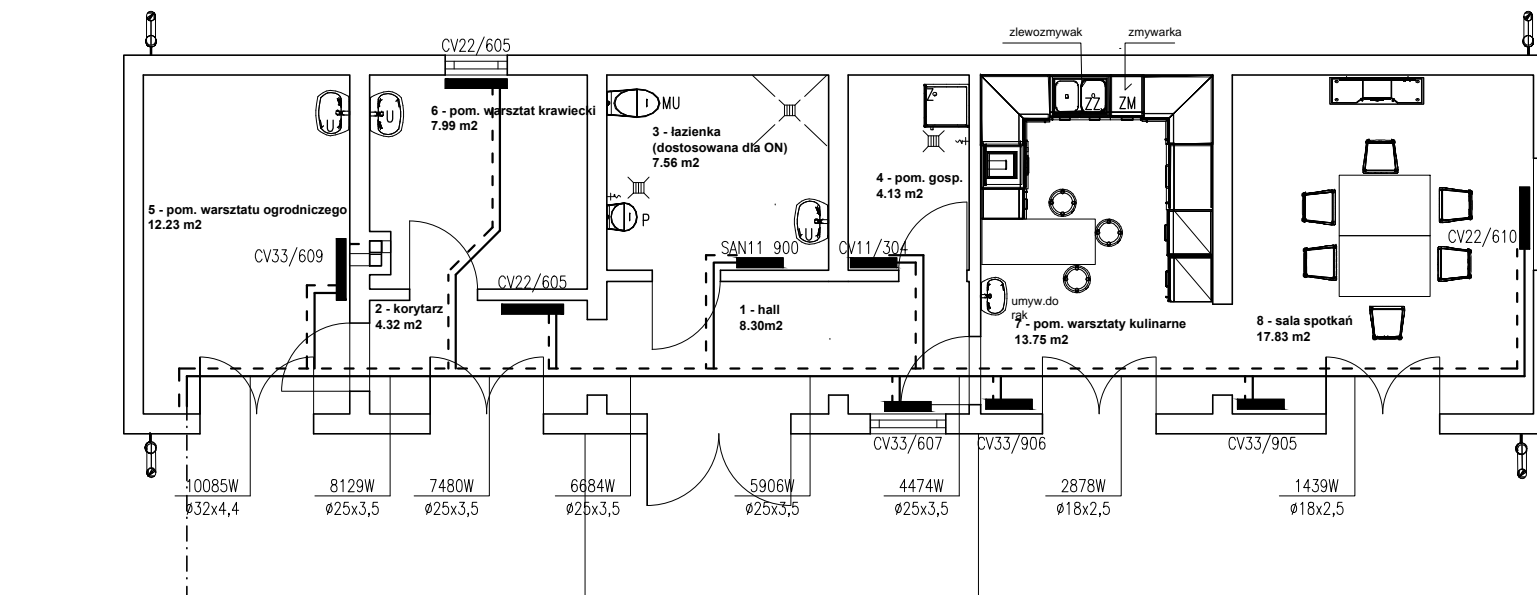 zlewozmywak
zmywarka
CV22/605
6 - pom. warsztat krawiecki
7.99 m2
MU
3 - łazienka
(dostosowana dla ON)
7.56 m2
Z
ZZ
ZM
U
U
4 - pom. gosp.
4.13 m2
5 - pom. warsztatu ogrodniczego
12.23 m2
P
U
CV33/609
SAN11 900
CV11/304
CV22/610
CV22/605
2 - korytarz
4.32 m2
1 - hall
8.30m2
umyw.do
rąk
7 - pom. warsztaty kulinarne
13.75 m2
8 - sala spotkań
17.83 m2
CV33/607
CV33/906
CV33/905
10085W
ø32x4,4
8129W
ø25x3,5
7480W
ø25x3,5
6684W
ø25x3,5
5906W
ø25x3,5
4474W
ø25x3,5
2878W
ø18x2,5
1439W
ø18x2,5